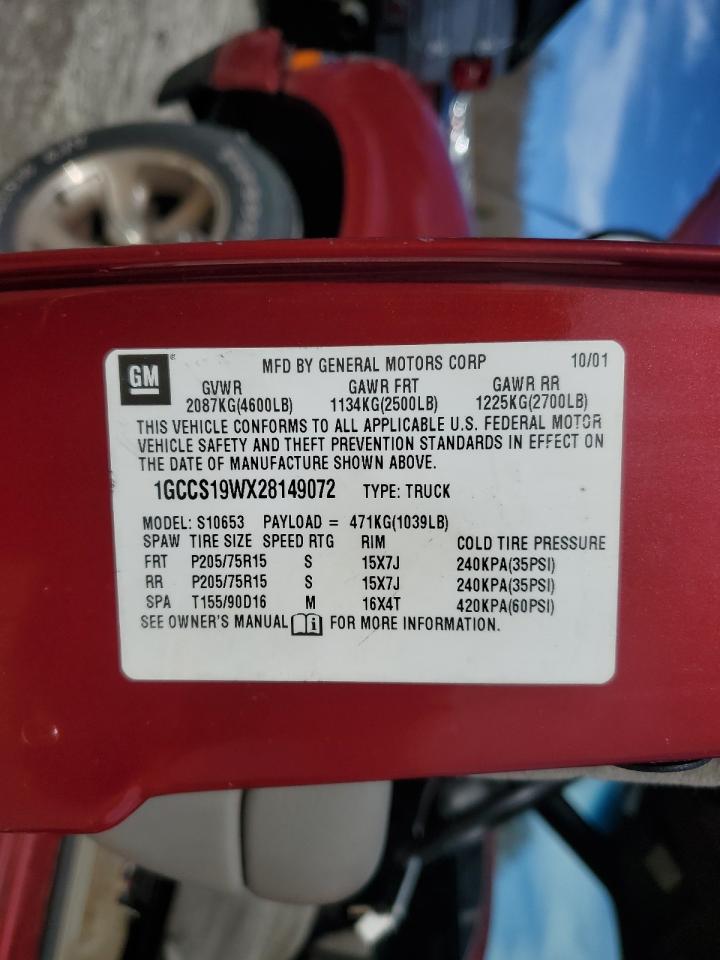 GM ® MFD BY GENERAL MOTORS CORP 10/01
GVWR GAWR FRT GAWR RR
2087KG(4600LB) 1134KG(2500LB) 1225KG(2700LB)
THIS VEHICLE CONFORMS TO ALL APPLICABLE U.S. FEDERAL MOTOR
VEHICLE SAFETY AND THEFT PREVENTION STANDARDS IN EFFECT ON
THE DATE OF MANUFACTURE SHOWN ABOVE.
1GCCS19WX28149072 TYPE: TRUCK
MODEL: S10653 PAYLOAD = 471KG(1039LB)
SPAW TIRE SIZE SPEED RTG RIM COLD TIRE PRESSURE
FRT P205/75R15 S 15X7J 240KPA(35PSI)
RR P205/75R15 S 15X7J 240KPA(35PSI)
SPA T155/90D16 M 16X4T 420KPA(60PSI)
SEE OWNER'S MANUAL i FOR MORE INFORMATION.